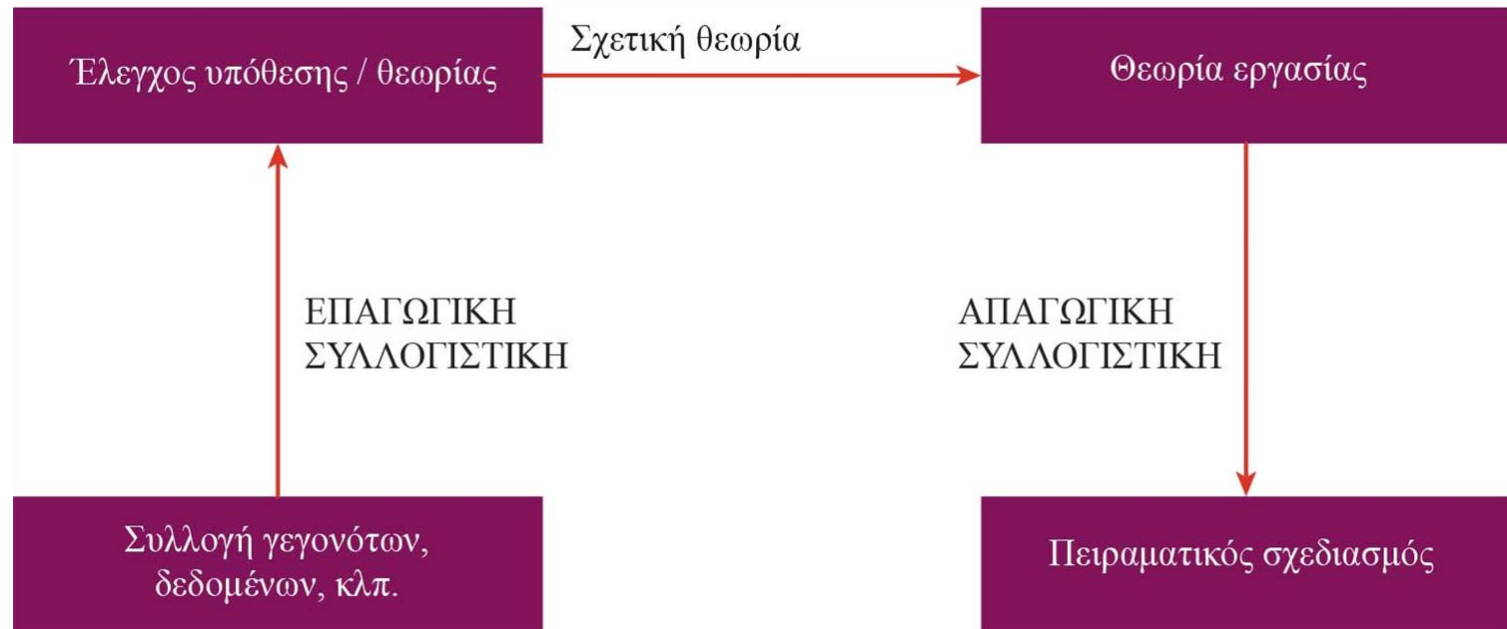 Έλεγχος υπόθεσης / θεωρίας
Σχετική θεωρία
Θεωρία εργασίας
ΕΠΑΓΩΓΙΚΗ
ΣΥΛΛΟΓΙΣΤΙΚΗ
ΑΠΑΓΩΓΙΚΗ
ΣΥΛΛΟΓΙΣΤΙΚΗ
Συλλογή γεγονότων,
δεδομένων, κλπ.
Πειραματικός σχεδιασμός